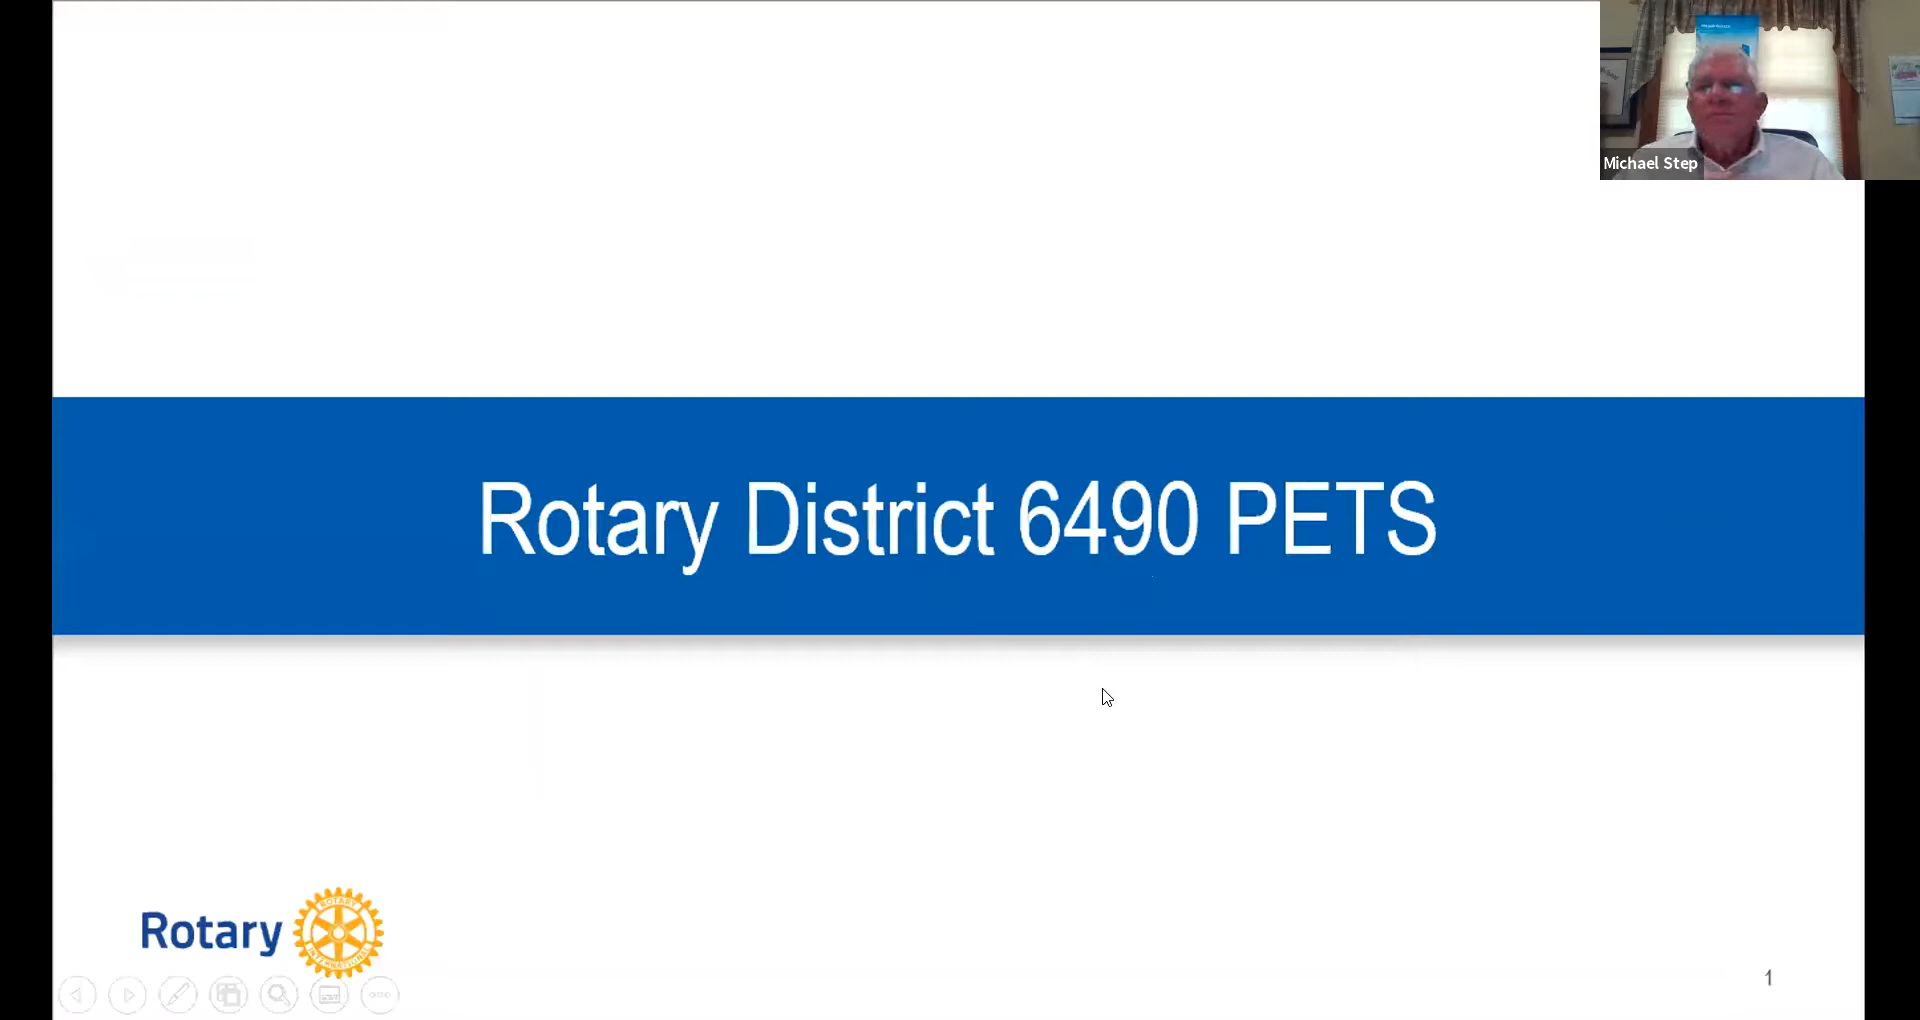 Michael Step
Rotary District 6490 PETS
Rotary
ROTARY
INTERNATIONAL
1